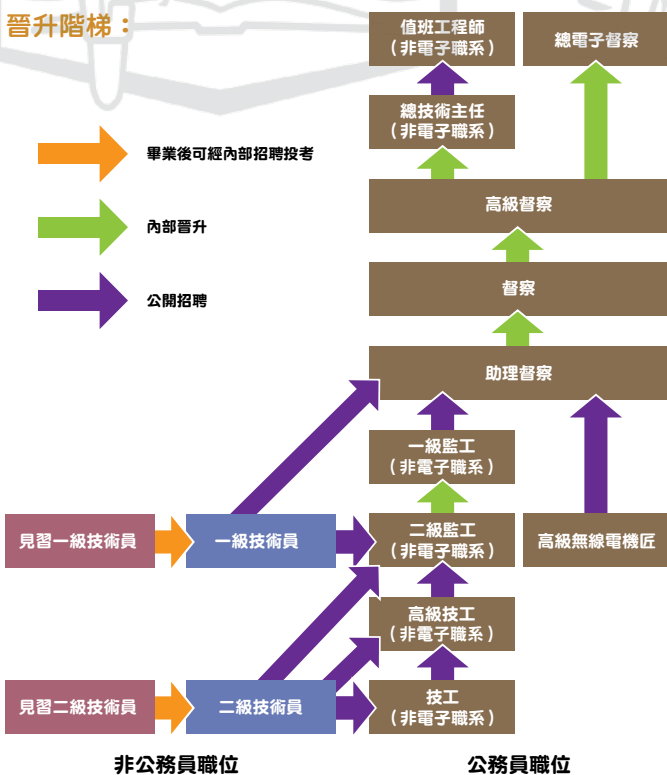 晉升階梯：
畢業後可經內部招聘投考
內部晉升
公開招聘
值班工程師
（非電子職系）
總電子督察
總技術主任
（非電子職系）
高級督察
督察
助理督察
一級監工
（非電子職系）
見習一級技術員
一級技術員
二級監工
（非電子職系）
高級無線電機匠
高級技工
（非電子職系）
見習二級技術員
二級技術員
技工
（非電子職系）
非公務員職位
公務員職位